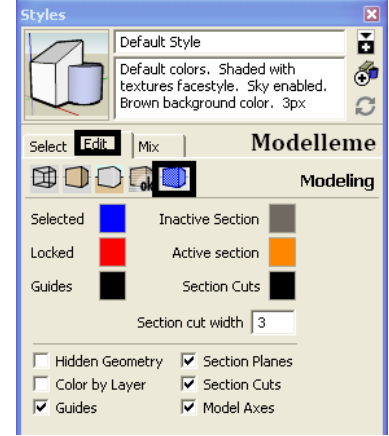 Styles
Default Style
Default colors. Shaded with
textures facestyle. Sky enabled.
Brown background color. 3px
Select Edit Mix Modelleme
Modeling
Selected Inactive Section
Locked Active section
Guides Section Cuts
Section cut width 3
Hidden Geometry Section Planes
Color by Layer Section Cuts
Guides Model Axes